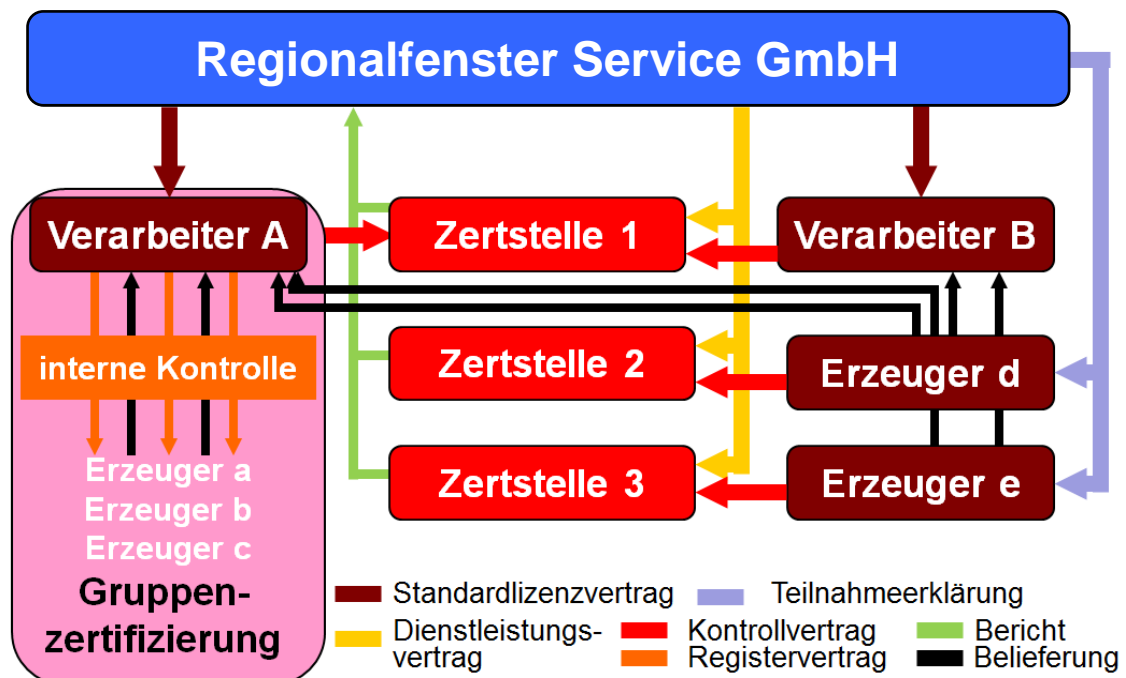 Regionalfenster Service GmbH
Verarbeiter A
Zertstelle 1
Verarbeiter B
interne Kontrolle
Zertstelle 2
Erzeuger d
Erzeuger a
Erzeuger b
Erzeuger c
Zertstelle 3
Erzeuger e
Gruppen-
zertifizierung
Standardlizenzvertrag
Teilnahmeerklärung
Dienstleistungs-
vertrag
Kontrollvertrag
Bericht
Registervertrag
Belieferung